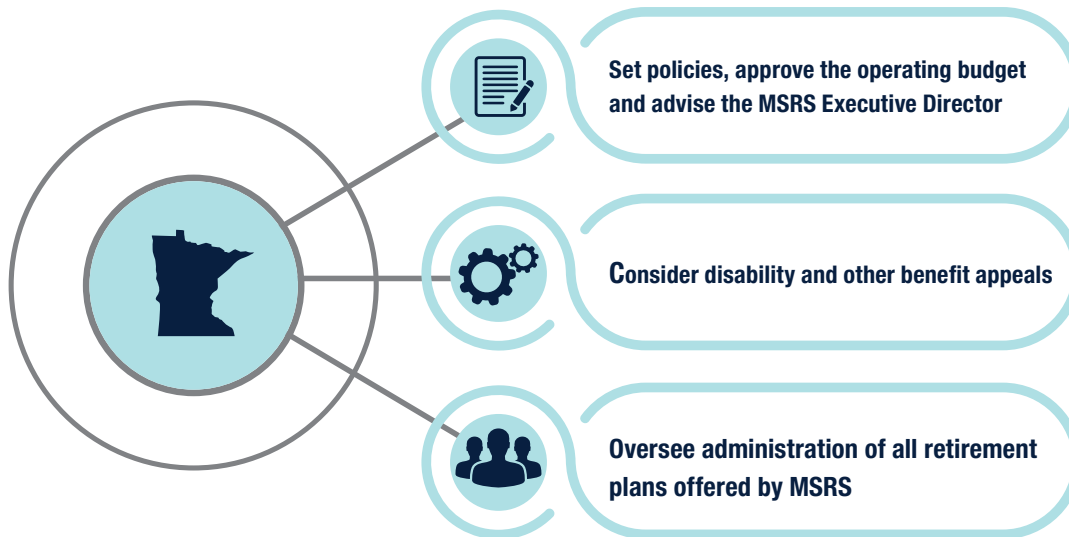 Set policies, approve the operating budget
and advise the MSRS Executive Director
Consider disability and other benefit appeals
Oversee administration of all retirement
plans offered by MSRS